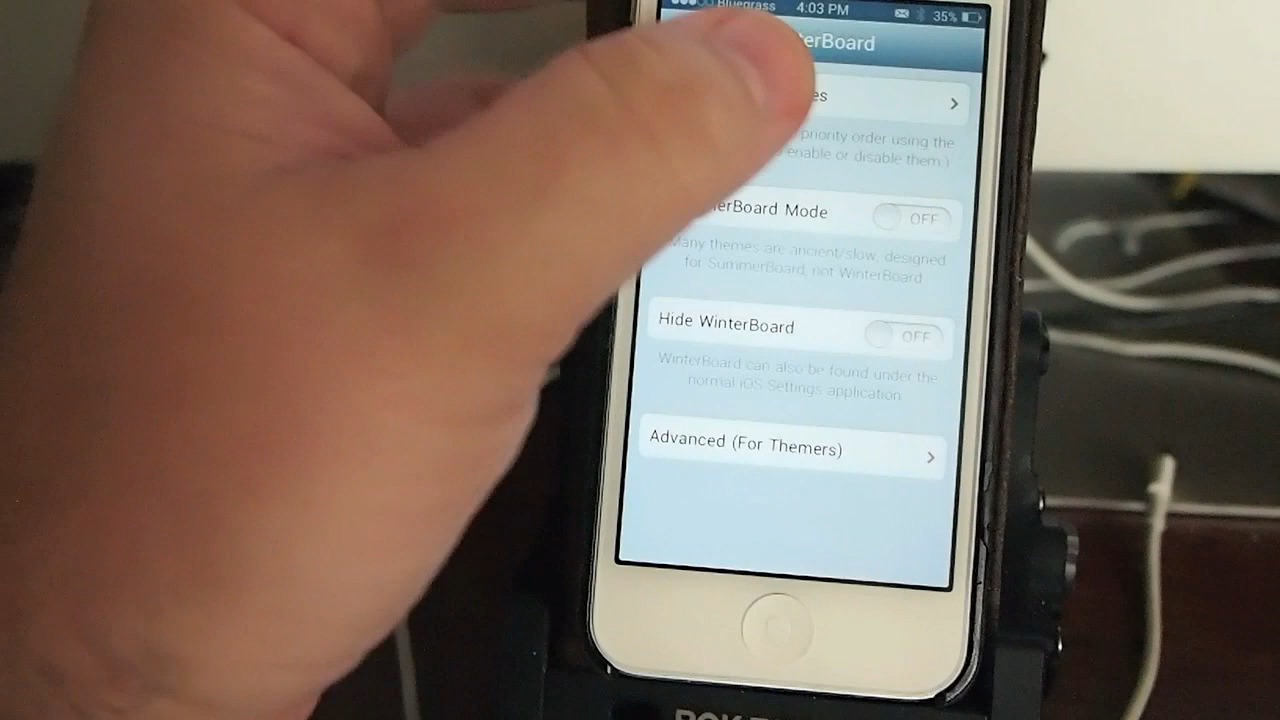 Bluegrass 4:03 PM 35%
erBoard
es
priority order using the
enable or disable them.)
erBoard Mode OFF
Many themes are ancient/slow, designed
for SummerBoard, not WinterBoard
Hide WinterBoard OFF
WinterBoard can also be found under the
normal iOS Settings application.
Advanced (For Themers)